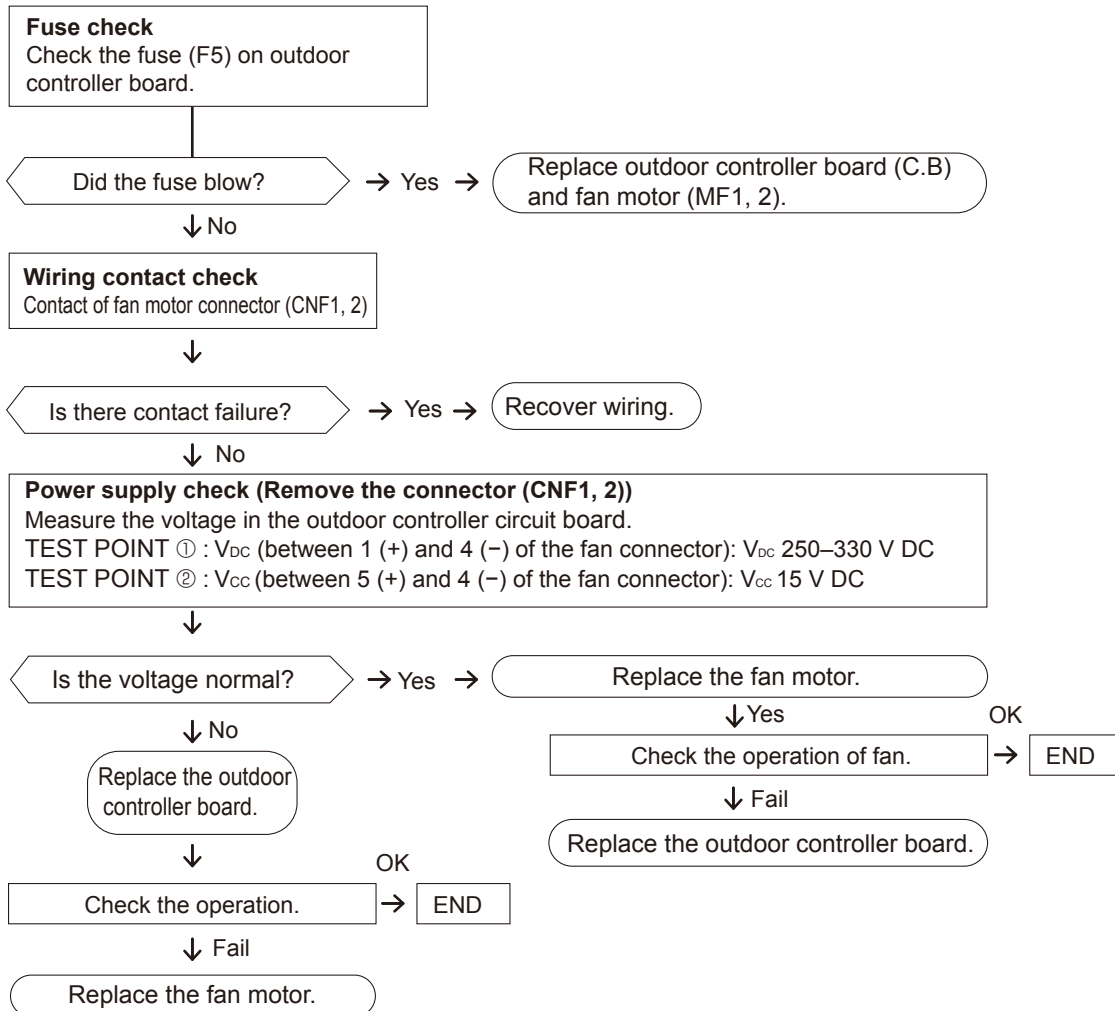 Fuse check
Check the fuse (F5) on outdoor
controller board.
Did the fuse blow?
Yes
Replace outdoor controller board (C.B)
and fan motor (MF1, 2).
No
Wiring contact check
Contact of fan motor connector (CNF1, 2)
Is there contact failure?
Yes
Recover wiring.
No
Power supply check (Remove the connector (CNF1, 2))
Measure the voltage in the outdoor controller circuit board.
TEST POINT ① : VDC (between 1 (+) and 4 (−) of the fan connector): VDC 250–330 V DC
TEST POINT ② : VCC (between 5 (+) and 4 (−) of the fan connector): VCC 15 V DC
Is the voltage normal?
Yes
Replace the fan motor.
Yes
OK
Check the operation of fan.
END
Fail
Replace the outdoor controller board.
No
Replace the outdoor
controller board.
OK
Check the operation.
END
Fail
Replace the fan motor.